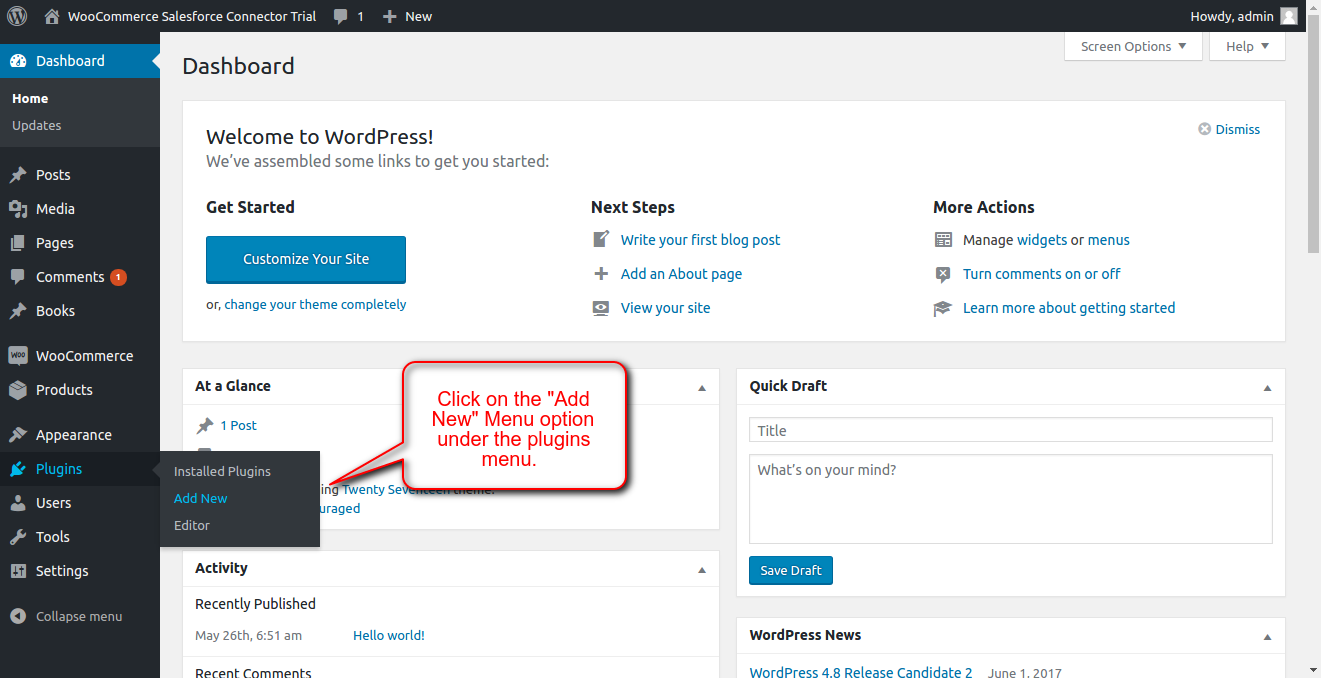 WooCommerce Salesforce Connector Trial 1 New Howdy, admin
Screen Options Help
Dashboard
Home
Updates
Posts
Media
Pages
Comments 1
Books
WOO WooCommerce
Products
Appearance
Plugins
Users
Tools
Settings
Collapse menu
Installed Plugins
Add New
Editor
Dashboard
Welcome to WordPress!
We've assembled some links to get you started:
Dismiss
Get Started
Customize Your Site
or, change your theme completely
Next Steps
Write your first blog post
Add an About page
View your site
More Actions
Manage widgets or menus
Turn comments on or off
Learn more about getting started
At a Glance
1 Post
Twenty Seventeen theme.
Click on the "Add
New" Menu option
under the plugins
menu.
Activity
Recently Published
May 26th, 6:51 am Hello world!
Recent Comments
Quick Draft
Title
What's on your mind?
Save Draft
WordPress News
WordPress 4.8 Release Candidate 2 June 1, 2017